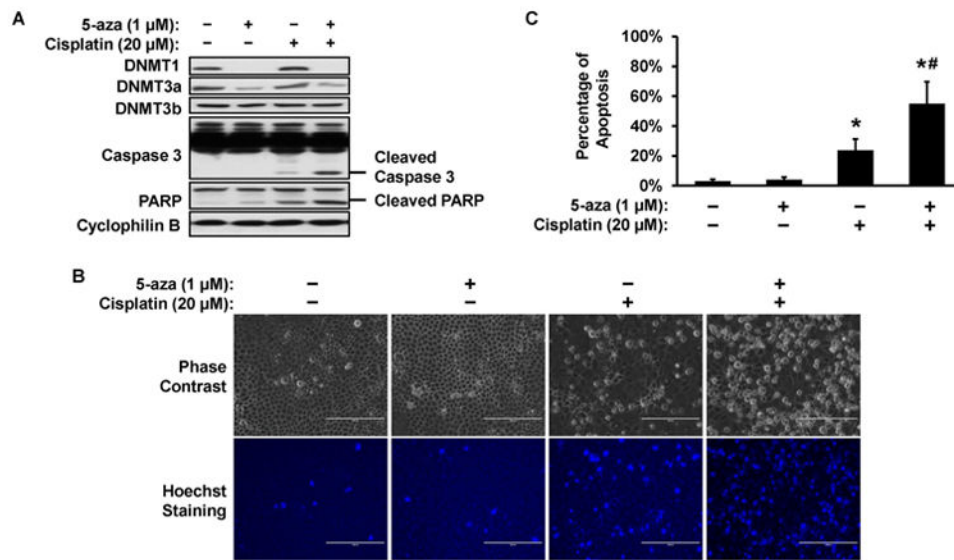 A
5-aza (1 µM): – + – +
Cisplatin (20 µM): – – + +
DNMT1
DNMT3a
DNMT3b
Caspase 3
Cleaved
Caspase 3
PARP
Cleaved PARP
Cyclophilin B
C
Percentage of
Apoptosis
100%
80%
60%
40%
20%
0%
*
*#
5-aza (1 µM): – + – +
Cisplatin (20 µM): – – + +
B
5-aza (1 µM): – + – +
Cisplatin (20 µM): – – + +
Phase
Contrast
Hoechst
Staining